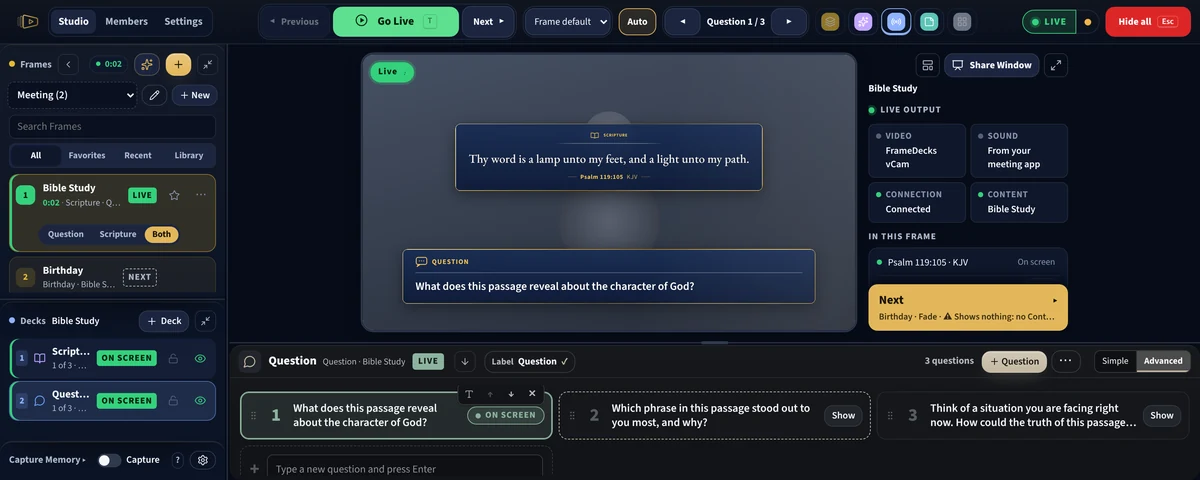 Studio Members Settings
Previous
Go Live T
Next
Frame default
Auto
Question 1 / 3
LIVE
Hide all Esc
Frames
0:02
Meeting (2)
+ New
Search Frames
All Favorites Recent Library
1
Bible Study
0:02 · Scripture · Q...
LIVE
Question Scripture Both
2
Birthday
Birthday · Bible S...
NEXT
Decks Bible Study
+ Deck
1
Script...
1 of 3 · ...
ON SCREEN
2
Quest...
1 of 3 · ...
ON SCREEN
Capture Memory
Capture
?
Live
SCRIPTURE
Thy word is a lamp unto my feet, and a light unto my path.
Psalm 119:105 KJV
QUESTION
What does this passage reveal about the character of God?
Share Window
Bible Study
LIVE OUTPUT
VIDEO
FrameDecks
vCam
SOUND
From your
meeting app
CONNECTION
Connected
CONTENT
Bible Study
IN THIS FRAME
Psalm 119:105 · KJV On screen
Next
Birthday · Fade · ⚠ Shows nothing: no Cont...
Question Question · Bible Study LIVE
Label Question ✓
3 questions
+ Question
...
Simple Advanced
1
What does this passage reveal
about the character of God?
T ↑ ↓ ✕
ON SCREEN
2
Which phrase in this passage stood out to
you most, and why?
Show
3
Think of a situation you are facing right
now. How could the truth of this passage...
Show
+ Type a new question and press Enter